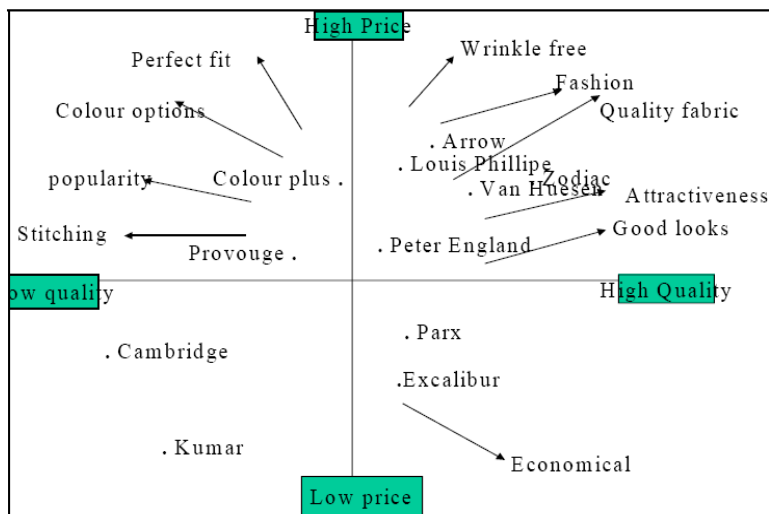 High Price
Wrinkle free
Perfect fit
Fashion
Colour options
Quality fabric
. Arrow
. Louis Phillipe
popularity
Colour plus .
Zodiac
. Van Huesen
Attractiveness
Stitching
Good looks
Provouge .
. Peter England
ow quality
High Quality
. Parx
. Cambridge
. Excalibur
. Kumar
Economical
Low price